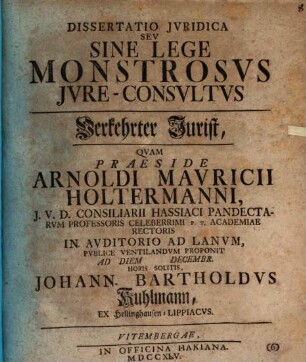 DISSERTATIO JVRIDICA
SEV
SINE LEGE
MONSTROSVS
JVRE-CONSVLTVS
Verkehrter Jurist,
QVAM
PRAESIDE
ARNOLDI MAVRICII
HOLTERMANNI,
J. V. D. CONSILIARII HASSIACI PANDECTA-
RVM PROFESSORIS CELEBERRIMI P. T. ACADEMIAE
RECTORIS
IN AVDITORIO AD LANVM,
PVBLICE VENTILANDVM PROPONIT
AD DIEM DECEMBR.
HORIS SOLITIS,
JOHANN BARTHOLDVS
Kuhlmann,
EX Hellinghausen-LIPPIACVS.
VITEMBERGAE,
IN OFFICINA HAKIANA.
MDCCXLV.
(6)